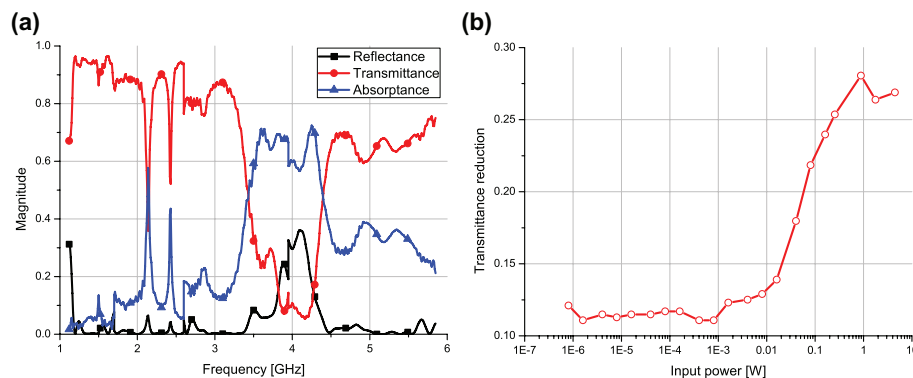 (a)
1.0
0.8
0.6
0.4
0.2
0.0
Magnitude
1
2
3
4
5
6
Frequency [GHz]
Reflectance
Transmittance
Absorptance
(b)
0.30
0.25
0.20
0.15
0.10
Transmittance reduction
1E-7
1E-6
1E-5
1E-4
1E-3
0.01
0.1
1
10
Input power [W]